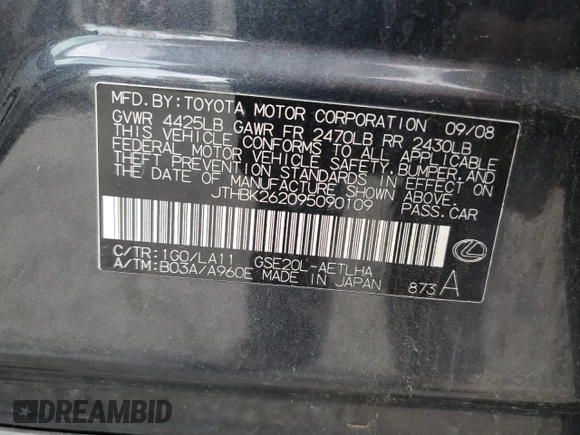 MFD.BY:TOYOTA MOTOR CORPORATION 09/08
GVWR 4425LB GAWR FR 2470LB RR 2430LB
THIS VEHICLE CONFORMS TO ALL APPLICABLE
FEDERAL MOTOR VEHICLE SAFETY, BUMPER, AND
THEFT PREVENTION STANDARDS IN EFFECT ON
THE DATE OF MANUFACTURE SHOWN ABOVE.
JTHBK262095090109 PASS.CAR
C/TR:1G0/LA11 GSE20L-AETLHA
A/TM:B03A/A960E MADE IN JAPAN 873A
DREAMBID